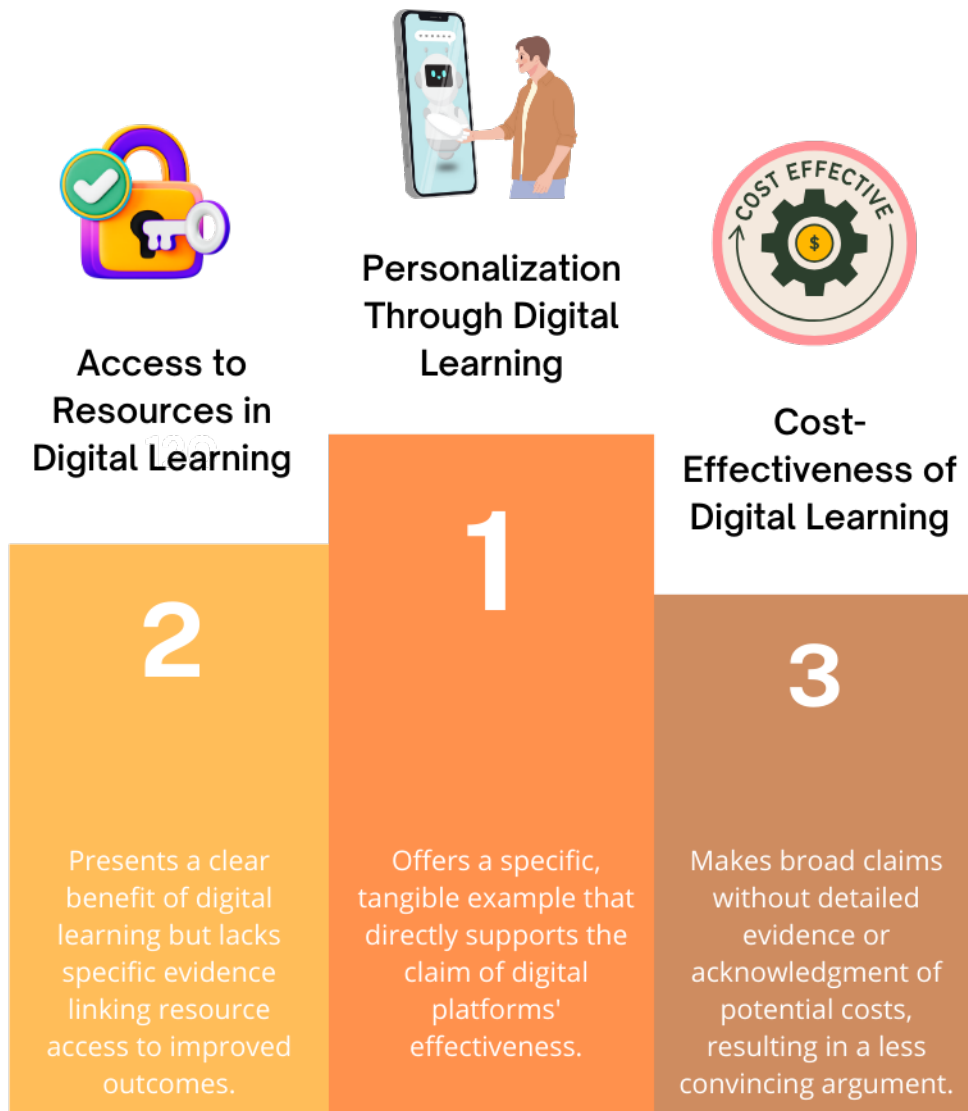 Personalization
Through Digital
Learning
COST EFFECTIVE
$
Access to
Resources in
Digital Learning
Cost-
Effectiveness of
Digital Learning
1
2
3
Presents a clear
benefit of digital
learning but lacks
specific evidence
linking resource
access to improved
outcomes.
Offers a specific,
tangible example that
directly supports the
claim of digital
platforms'
effectiveness.
Makes broad claims
without detailed
evidence or
acknowledgment of
potential costs,
resulting in a less
convincing argument.